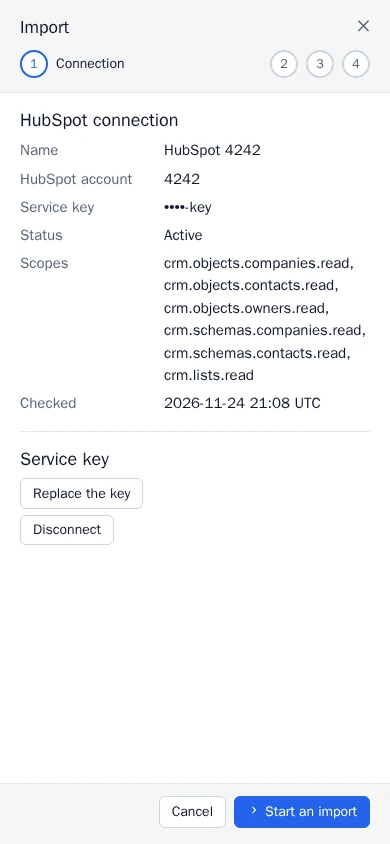 Import
1 Connection 2 3 4
HubSpot connection
Name HubSpot 4242
HubSpot account 4242
Service key ••••-key
Status Active
Scopes crm.objects.companies.read,
crm.objects.contacts.read,
crm.objects.owners.read,
crm.schemas.companies.read,
crm.schemas.contacts.read,
crm.lists.read
Checked 2026-11-24 21:08 UTC
Service key
Replace the key
Disconnect
Cancel Start an import